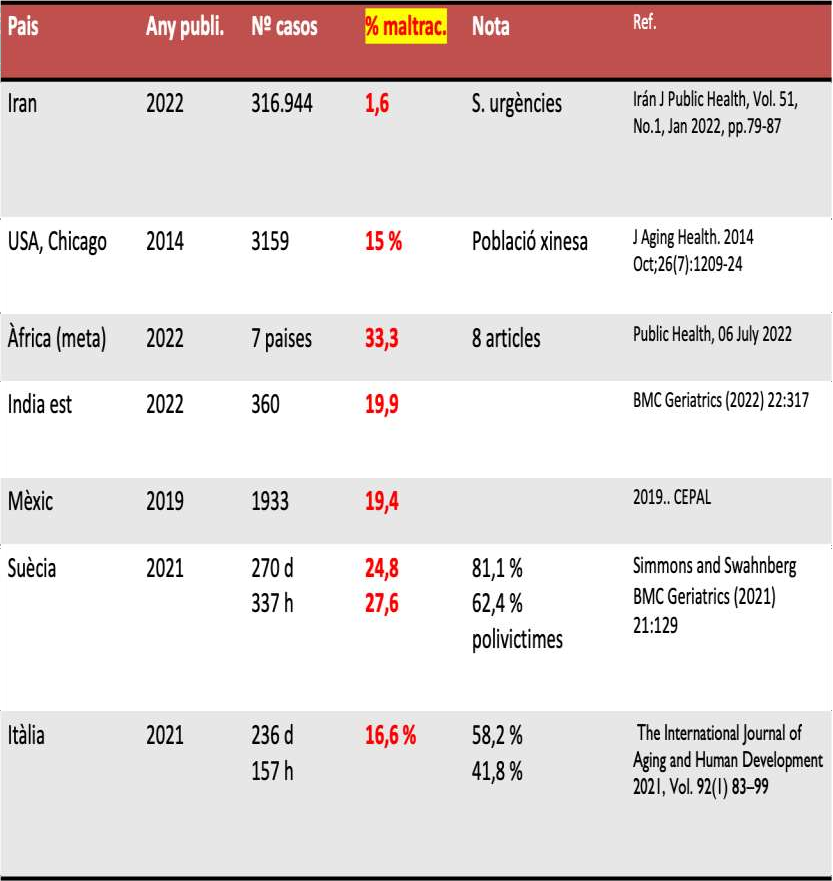 Pais Any publi. Nº casos % maltrac. Nota Ref.
Iran 2022 316.944 1,6 S. urgències Irán J Public Health, Vol. 51,
No.1, Jan 2022, pp.79-87
USA, Chicago 2014 3159 15 % Població xinesa J Aging Health. 2014
Oct;26(7):1209-24
Àfrica (meta) 2022 7 paises 33,3 8 articles Public Health, 06 July 2022
India est 2022 360 19,9 BMC Geriatrics (2022) 22:317
Mèxic 2019 1933 19,4 2019.. CEPAL
Suècia 2021 270 d 24,8 81,1 % Simmons and Swahnberg
337 h 27,6 62,4 % BMC Geriatrics (2021)
polivictimes 21:129
Itàlia 2021 236 d 16,6 % 58,2 % The International Journal of
157 h 41,8 % Aging and Human Development
2021, Vol. 92(1) 83–99